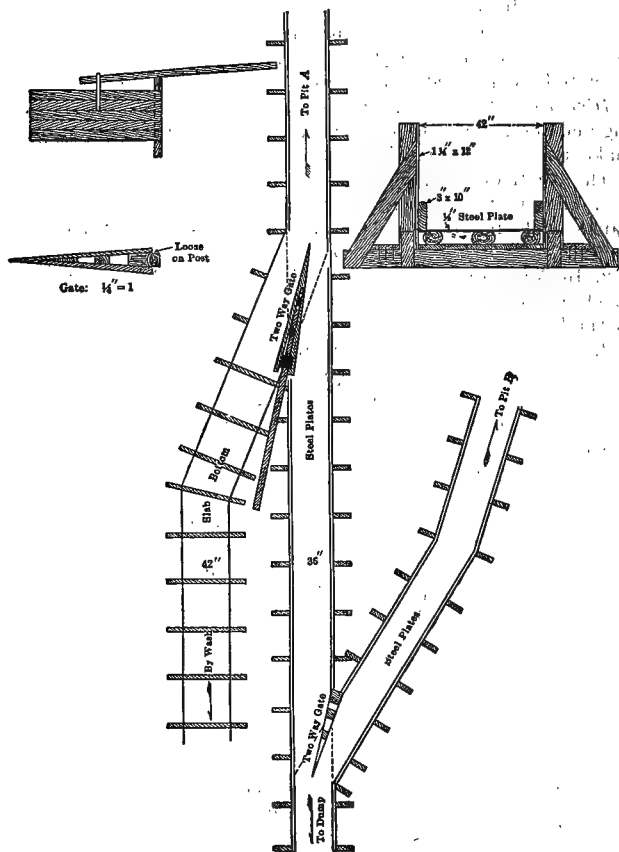 To Pit A
42"
1¼" x 12"
3" x 10"
¼" Steel Plate
Loose
on Post
Gate: ¼"=1
Two Way Gate
Steel Plates
To Pit B
Bottom
Slab
42"
36"
By Wash
Steel Plates
Two Way Gate
To Dump